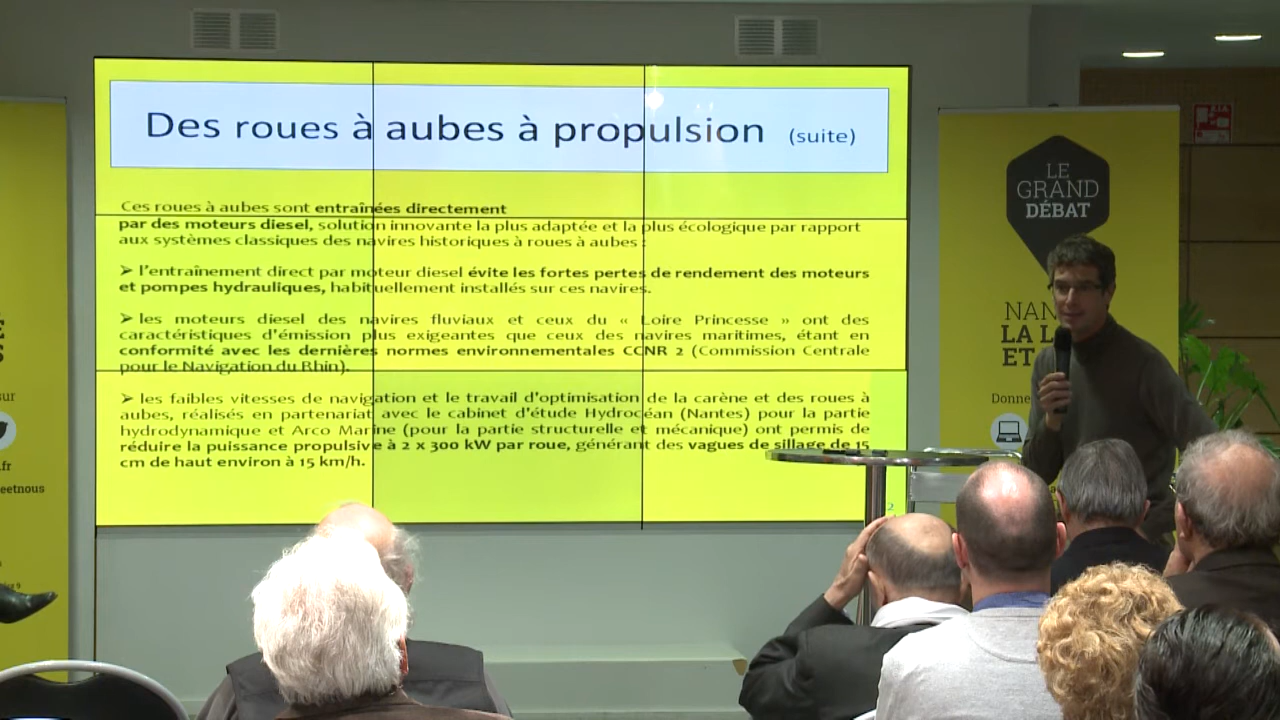 Des roues à aubes à propulsion (suite)
Ces roues à aubes sont entraînées directement
par des moteurs diesel, solution innovante la plus adaptée et la plus écologique par rapport
aux systèmes classiques des navires historiques à roues à aubes :
➤ l'entraînement direct par moteur diesel évite les fortes pertes de rendement des moteurs
et pompes hydrauliques, habituellement installés sur ces navires.
➤ les moteurs diesel des navires fluviaux et ceux du « Loire Princesse » ont des
caractéristiques d'émission plus exigeantes que ceux des navires maritimes, étant en
conformité avec les dernières normes environnementales CCNR 2 (Commission Centrale
pour le Navigation du Rhin).
➤ les faibles vitesses de navigation et le travail d'optimisation de la carène et des roues à
aubes, réalisés en partenariat avec le cabinet d'étude Hydrocéan (Nantes) pour la partie
hydrodynamique et Arco Marine (pour la partie structurelle et mécanique) ont permis de
réduire la puissance propulsive à 2 x 300 kW par roue, générant des vagues de sillage de 15
cm de haut environ à 15 km/h.
2
LE
GRAND
DÉBAT
NAN
LA L
ET
Donne
sur
.fr
eetnous